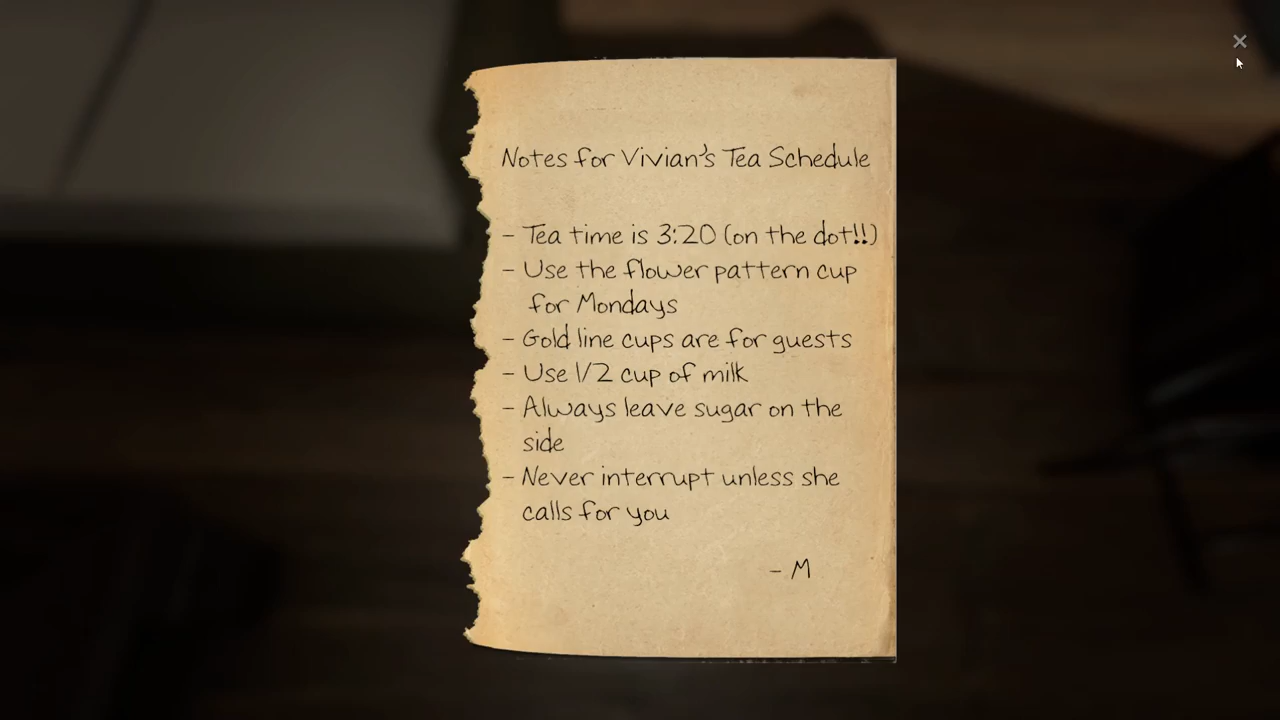 Notes for Vivian's Tea Schedule
- Tea time is 3:20 (on the dot!!)
- Use the flower pattern cup
for Mondays
- Gold line cups are for guests
- Use 1/2 cup of milk
- Always leave sugar on the
side
- Never interrupt unless she
calls for you
- M